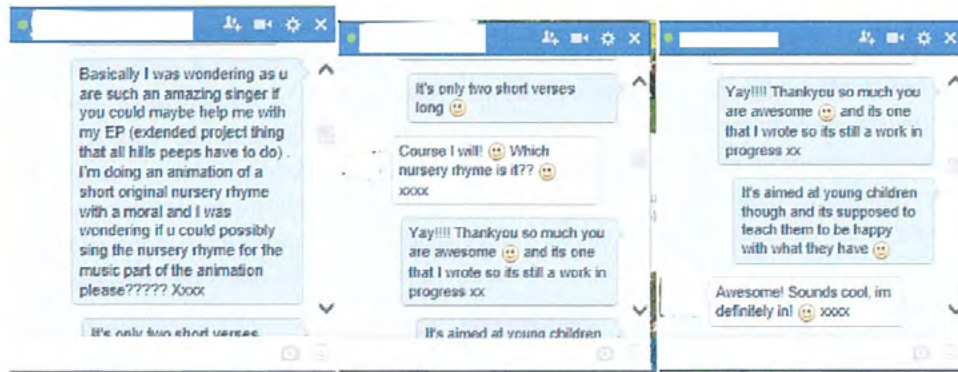 Basically I was wondering as u
are such an amazing singer if
you could maybe help me with
my EP (extended project thing
that all hills peeps have to do) .
I'm doing an animation of a
short original nursery rhyme
with a moral and I was
wondering if u could possibly
sing the nursery rhyme for the
music part of the animation
please????? Xxxx
It's only two short verses
It's only two short verses
long
Course I will! Which
nursery rhyme is it??
xxxx
Yay!!!! Thankyou so much you
are awesome and its one
that I wrote so its still a work in
progress xx
It's aimed at young children
Yay!!!! Thankyou so much you
are awesome and its one
that I wrote so its still a work in
progress xx
It's aimed at young children
though and its supposed to
teach them to be happy
with what they have
Awesome! Sounds cool, im
definitely in! xxxx